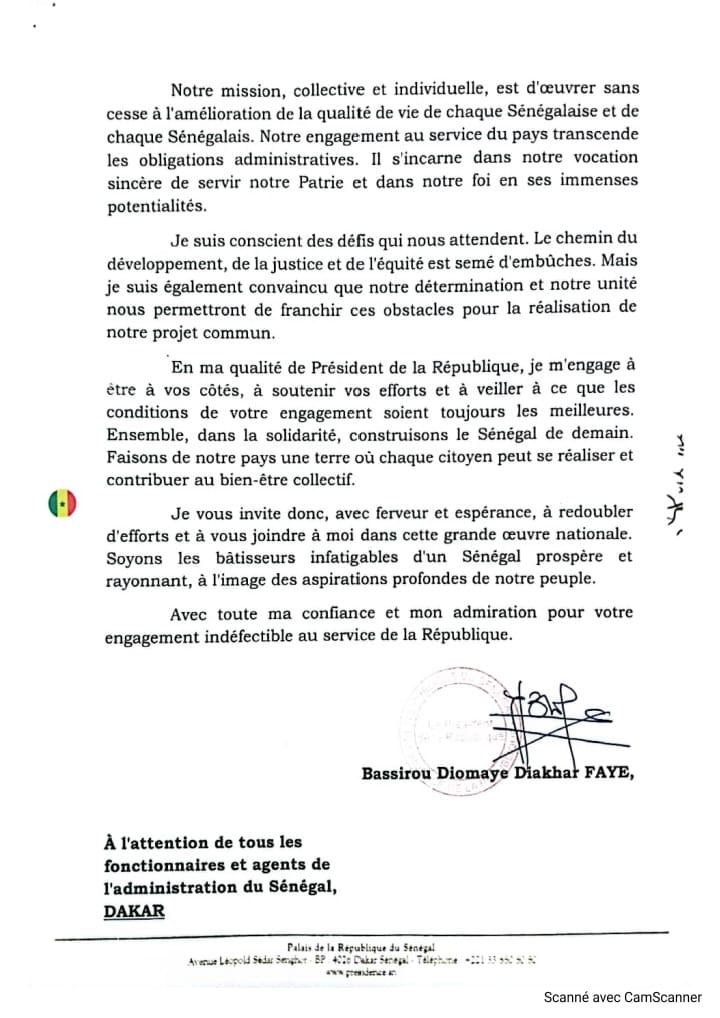 Notre mission, collective et individuelle, est d'œuvrer sans
cesse à l'amélioration de la qualité de vie de chaque Sénégalaise et de
chaque Sénégalais. Notre engagement au service du pays transcende
les obligations administratives. Il s'incarne dans notre vocation
sincère de servir notre Patrie et dans notre foi en ses immenses
potentialités.
Je suis conscient des défis qui nous attendent. Le chemin du
développement, de la justice et de l'équité est semé d'embûches. Mais
je suis également convaincu que notre détermination et notre unité
nous permettront de franchir ces obstacles pour la réalisation de
notre projet commun.
En ma qualité de Président de la République, je m'engage à
être à vos côtés, à soutenir vos efforts et à veiller à ce que les
conditions de votre engagement soient toujours les meilleures.
Ensemble, dans la solidarité, construisons le Sénégal de demain.
Faisons de notre pays une terre où chaque citoyen peut se réaliser et
contribuer au bien-être collectif.
Je vous invite donc, avec ferveur et espérance, à redoubler
d'efforts et à vous joindre à moi dans cette grande œuvre nationale.
Soyons les bâtisseurs infatigables d'un Sénégal prospère et
rayonnant, à l'image des aspirations profondes de notre peuple.
Avec toute ma confiance et mon admiration pour votre
engagement indéfectible au service de la République.
Le Président
de la République
Bassirou Diomaye Diakhar FAYE,
À l'attention de tous les
fonctionnaires et agents de
l'administration du Sénégal,
DAKAR
Palais de la République du Sénégal
Avenue Léopold Sédar Senghor - BP 4026 Dakar Sénégal - Téléphone +221 33
www.presidence.sn
Scanné avec CamScanner